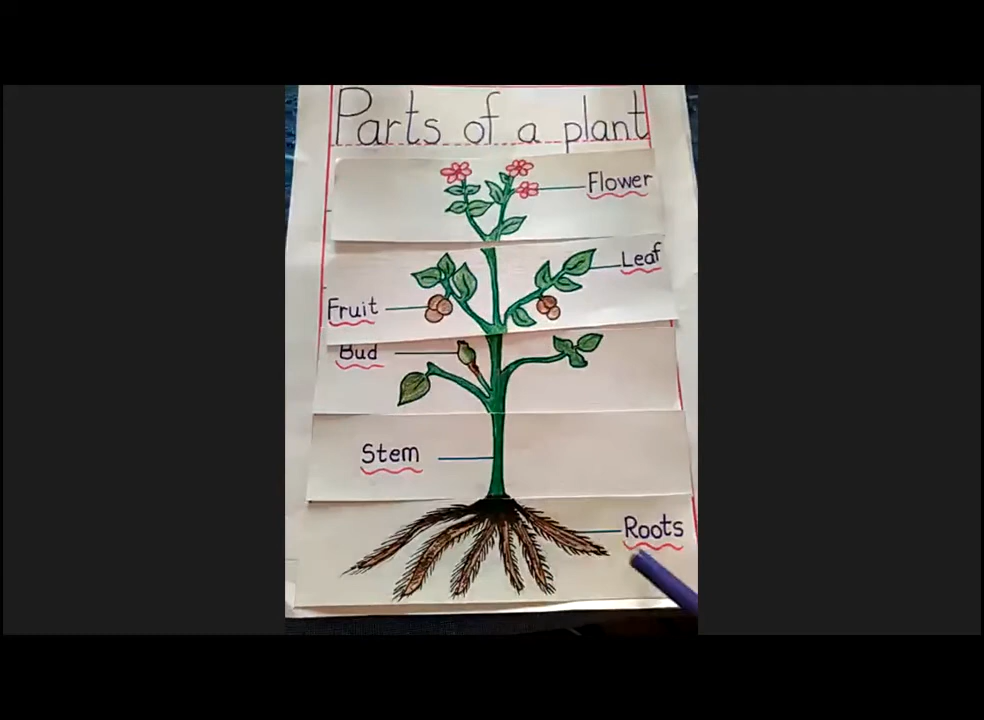 Parts of a plant
Flower
Leaf
Fruit
Bud
Stem
Roots